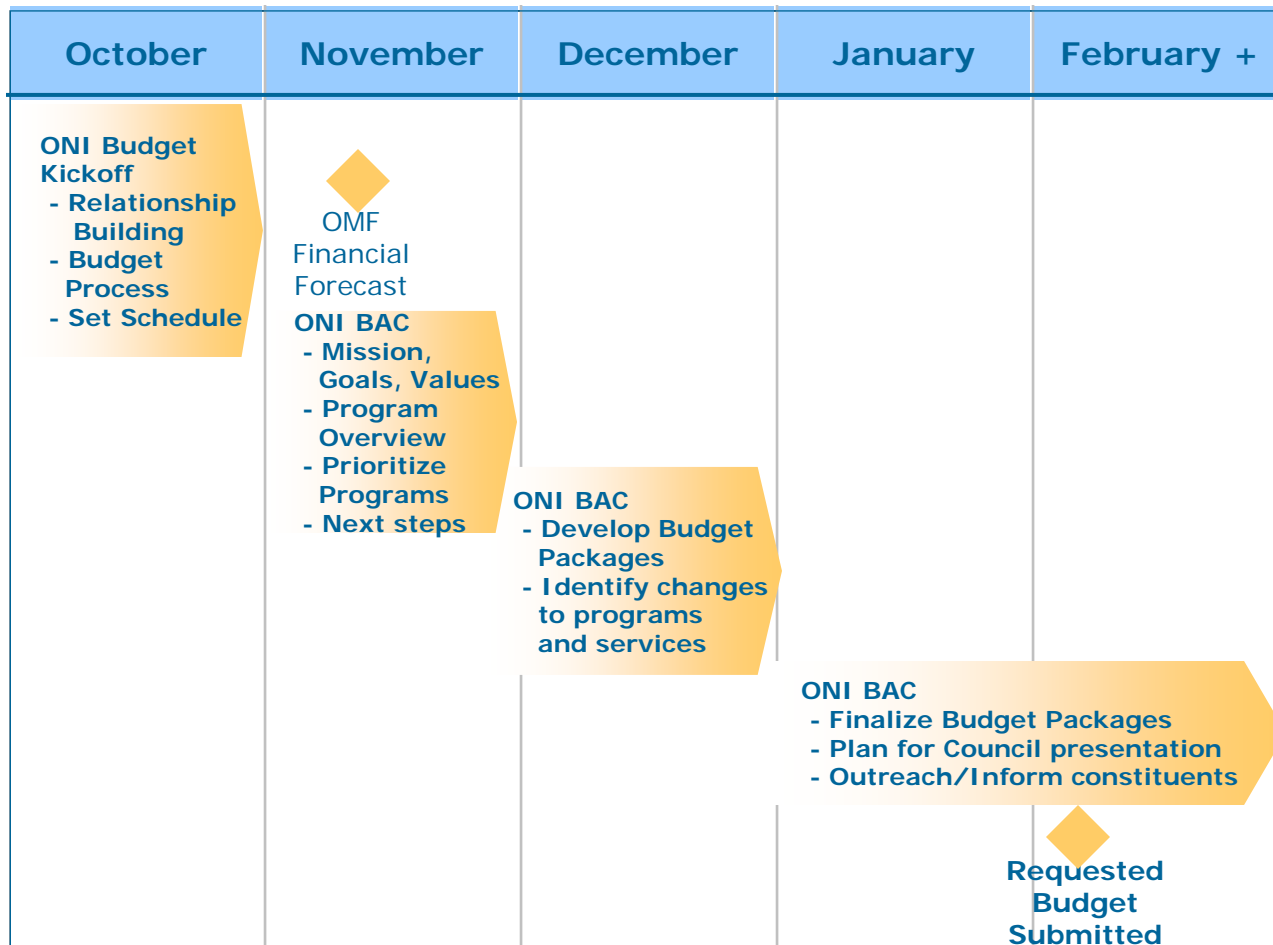 October November December January February +
ONI Budget
Kickoff
- Relationship
Building
- Budget
Process
- Set Schedule
OMF
Financial
Forecast
ONI BAC
- Mission,
Goals, Values
- Program
Overview
- Prioritize
Programs
- Next steps
ONI BAC
- Develop Budget
Packages
- Identify changes
to programs
and services
ONI BAC
- Finalize Budget Packages
- Plan for Council presentation
- Outreach/Inform constituents
Requested
Budget
Submitted